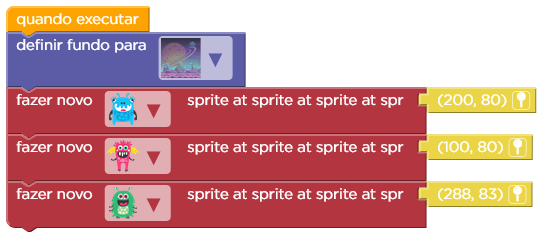 quando executar
definir fundo para
fazer novo sprite at sprite at sprite at spr (200, 80)
fazer novo sprite at sprite at sprite at spr (100, 80)
fazer novo sprite at sprite at sprite at spr (288, 83)